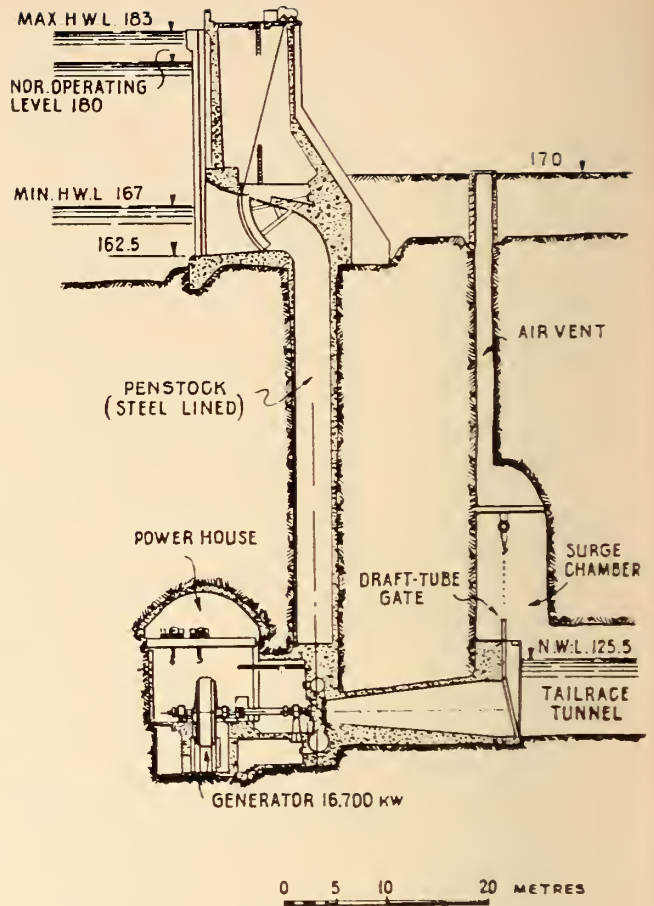 MAX. H.W.L. 183
NOR. OPERATING
LEVEL 180
MIN. H.W.L 167
162.5
170
AIR VENT
PENSTOCK
(STEEL LINED)
POWER HOUSE
DRAFT-TUBE
GATE
SURGE
CHAMBER
N.W.L. 125.5
TAILRACE
TUNNEL
GENERATOR 16.700 KW
0 5 10 20 METRES